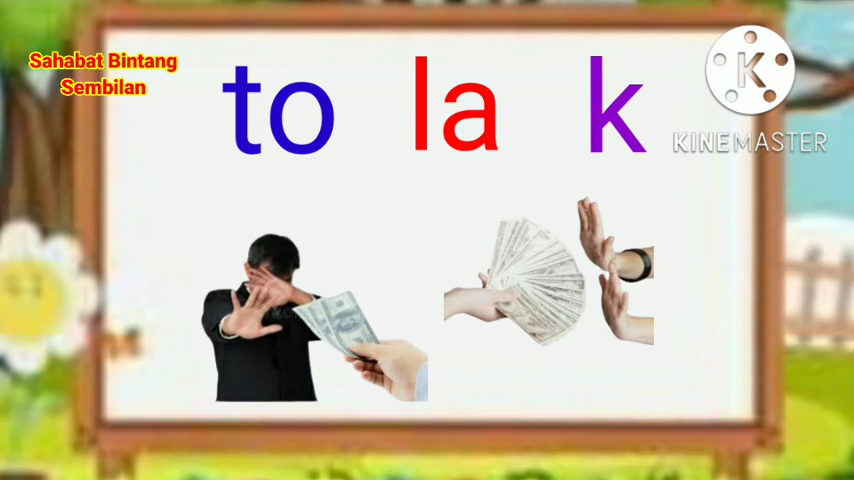 Sahabat Bintang
Sembilan
to la k
K
KINEMASTER